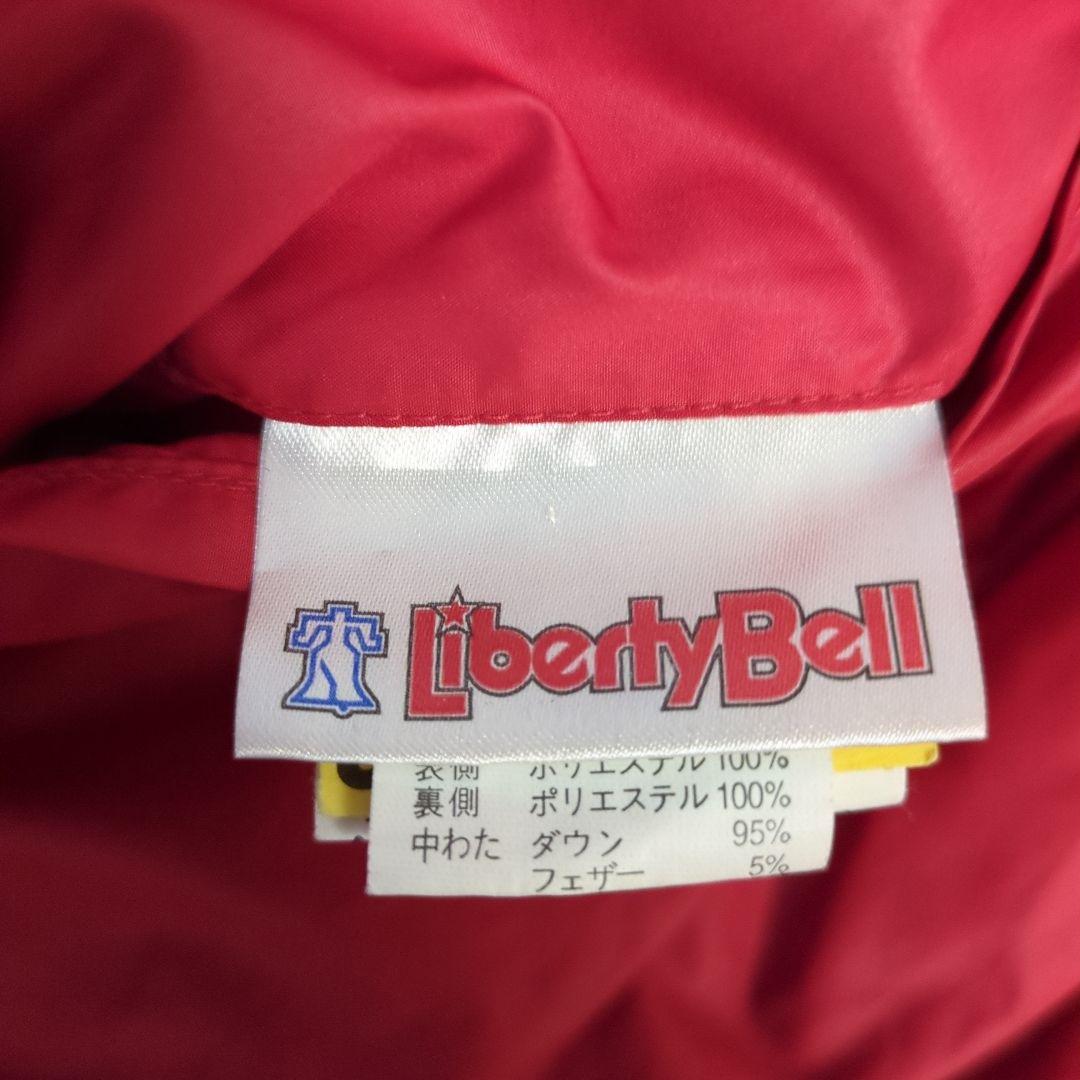 LibertyBell
表側 ポリエステル 100%
裏側 ポリエステル 100%
中わた ダウン 95%
フェザー 5%